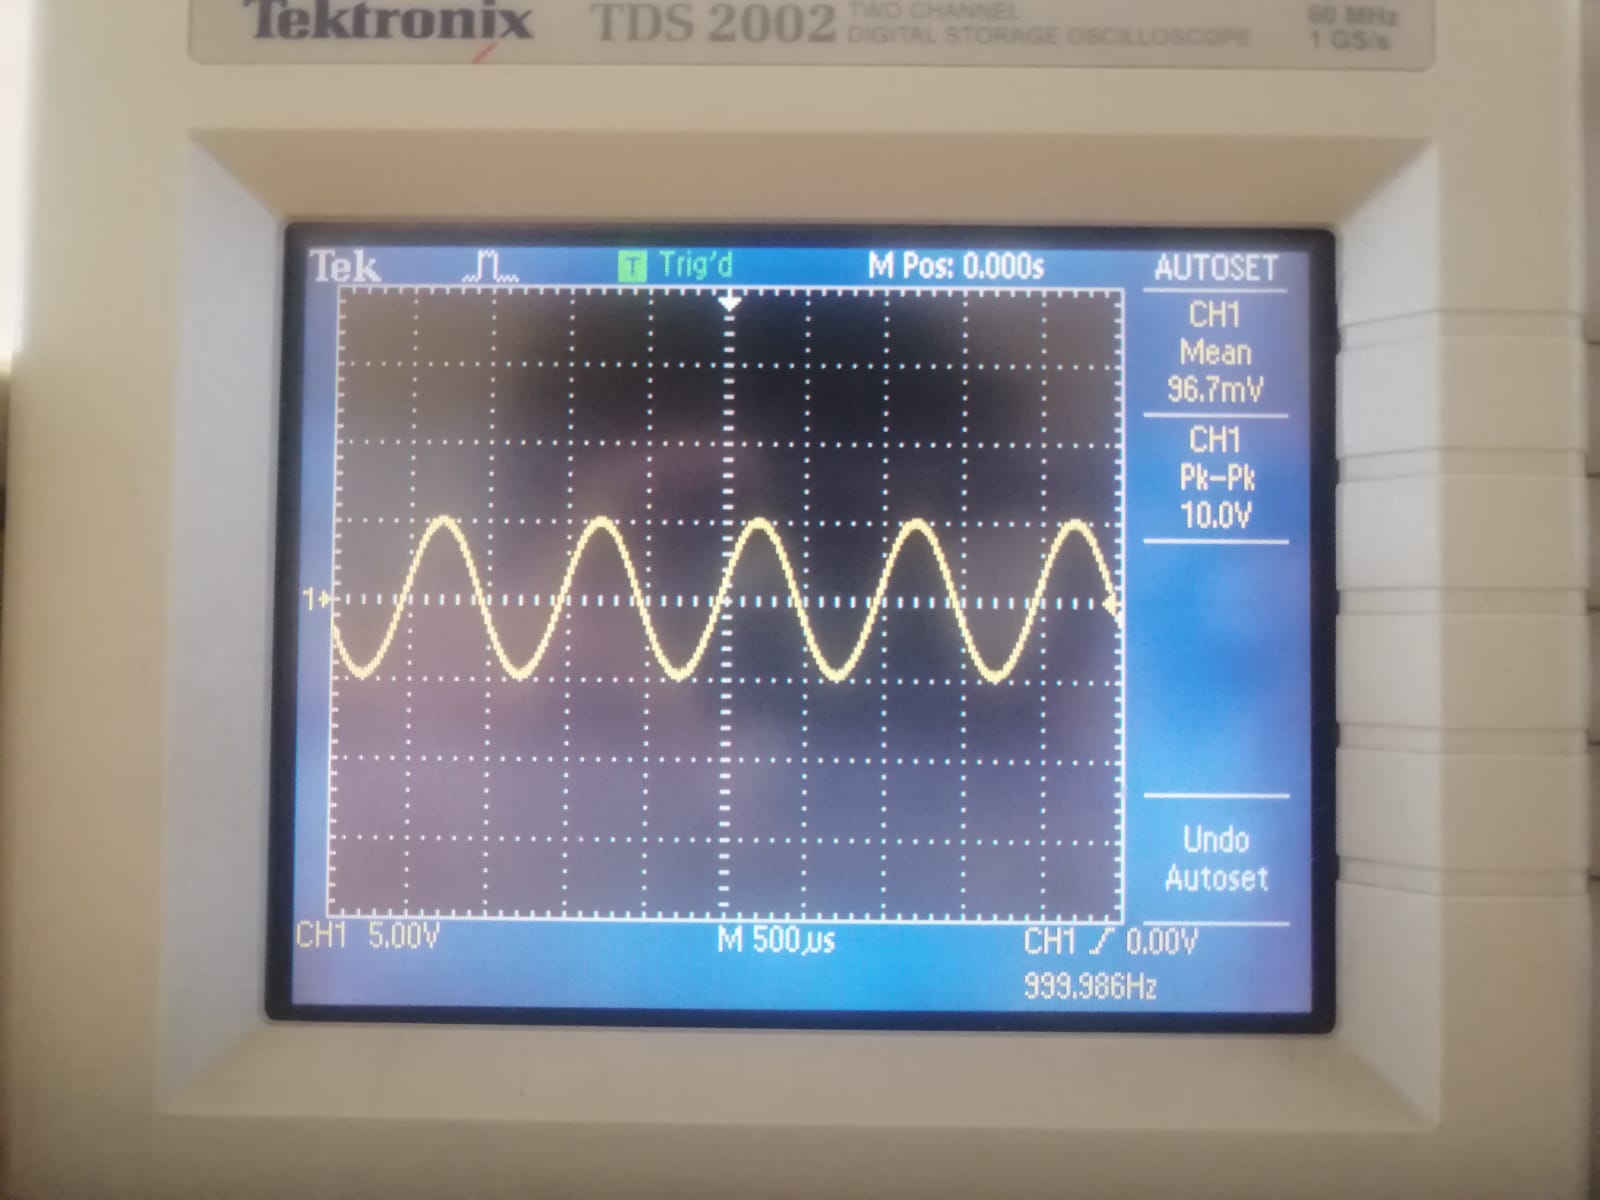 Tektronix TDS 2002 TWO CHANNEL
DIGITAL STORAGE OSCILLOSCOPE
60 MHz
1 GS/s
Tek T Trig'd M Pos: 0.000s AUTOSET
CH1
Mean
96.7mV
CH1
Pk-Pk
10.0V
1
Undo
Autoset
CH1 5.00V M 500µs CH1 0.00V
999.986Hz